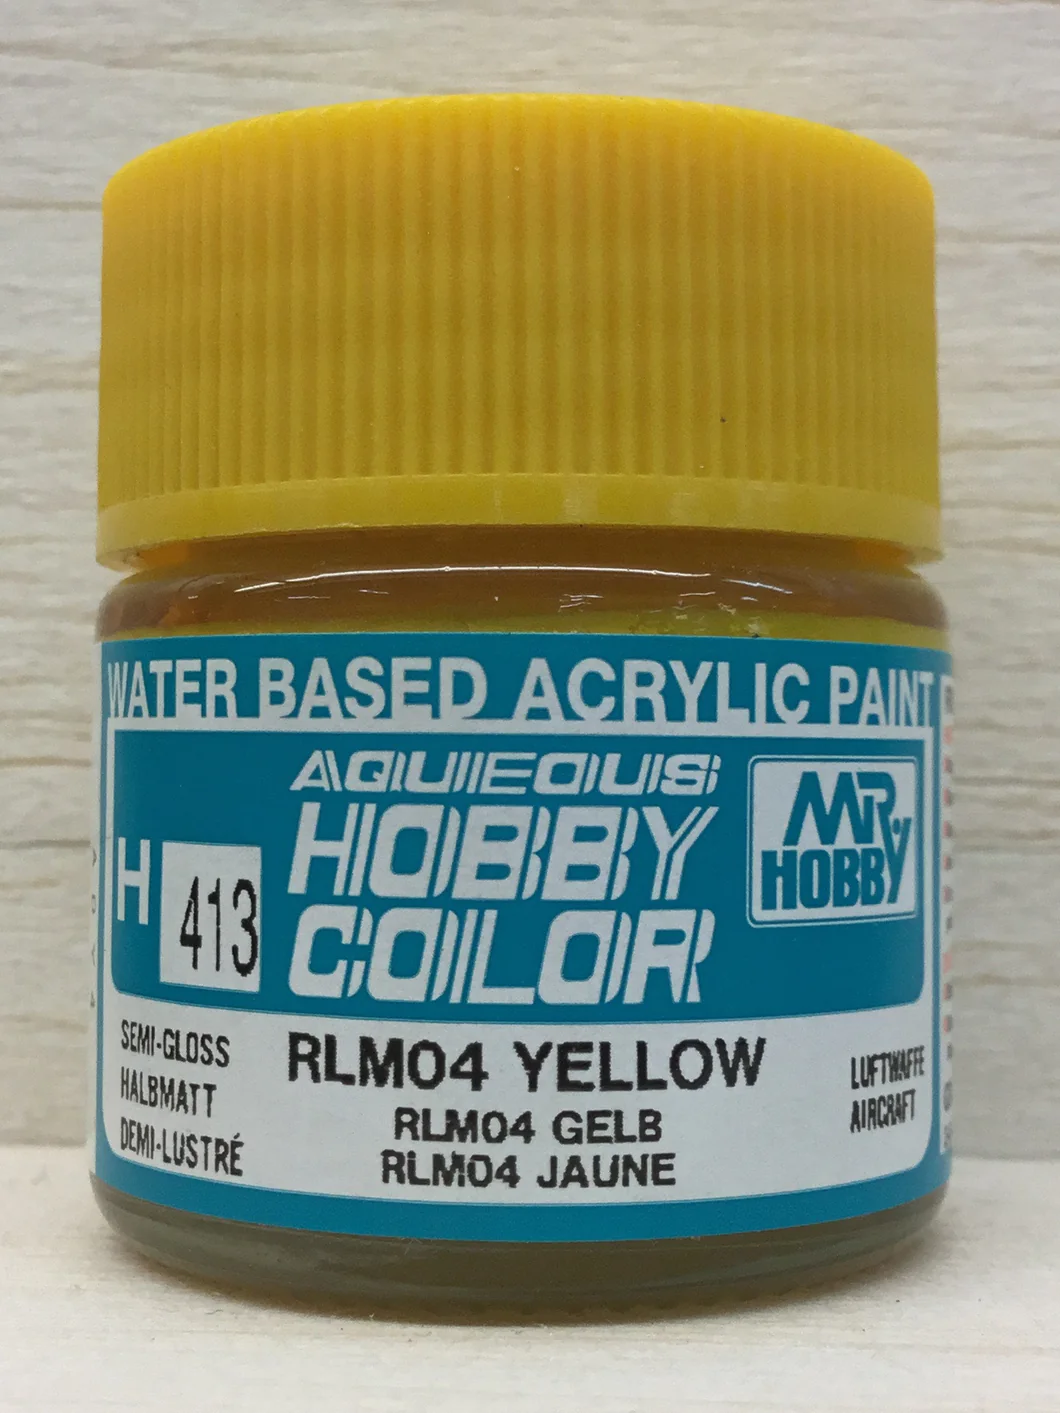 WATER BASED ACRYLIC PAINT
AQUEOUS
HOBBY
COLOR
MR.
HOBBY
H 413
SEMI-GLOSS
HALBMATT
DEMI-LUSTRÉ
RLM04 YELLOW
RLM04 GELB
RLM04 JAUNE
LUFTWAFFE
AIRCRAFT